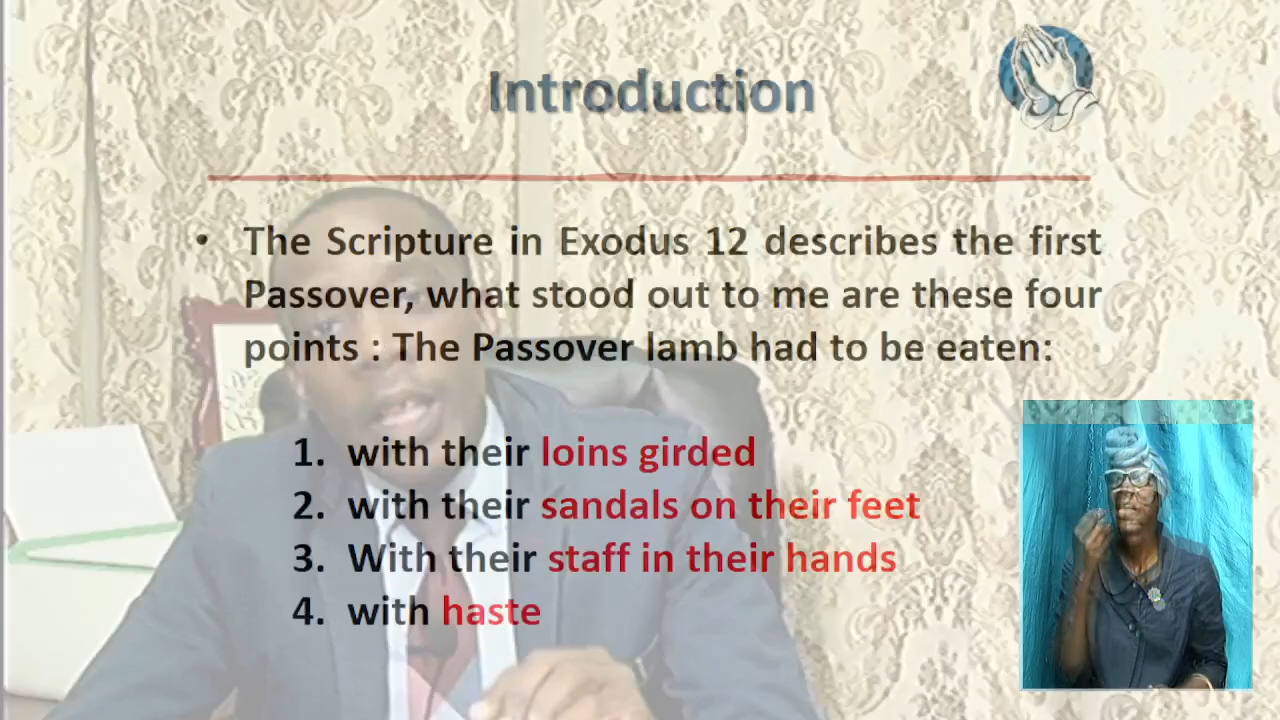 Introduction
• The Scripture in Exodus 12 describes the first
Passover, what stood out to me are these four
points : The Passover lamb had to be eaten:
1. with their loins girded
2. with their sandals on their feet
3. With their staff in their hands
4. with haste